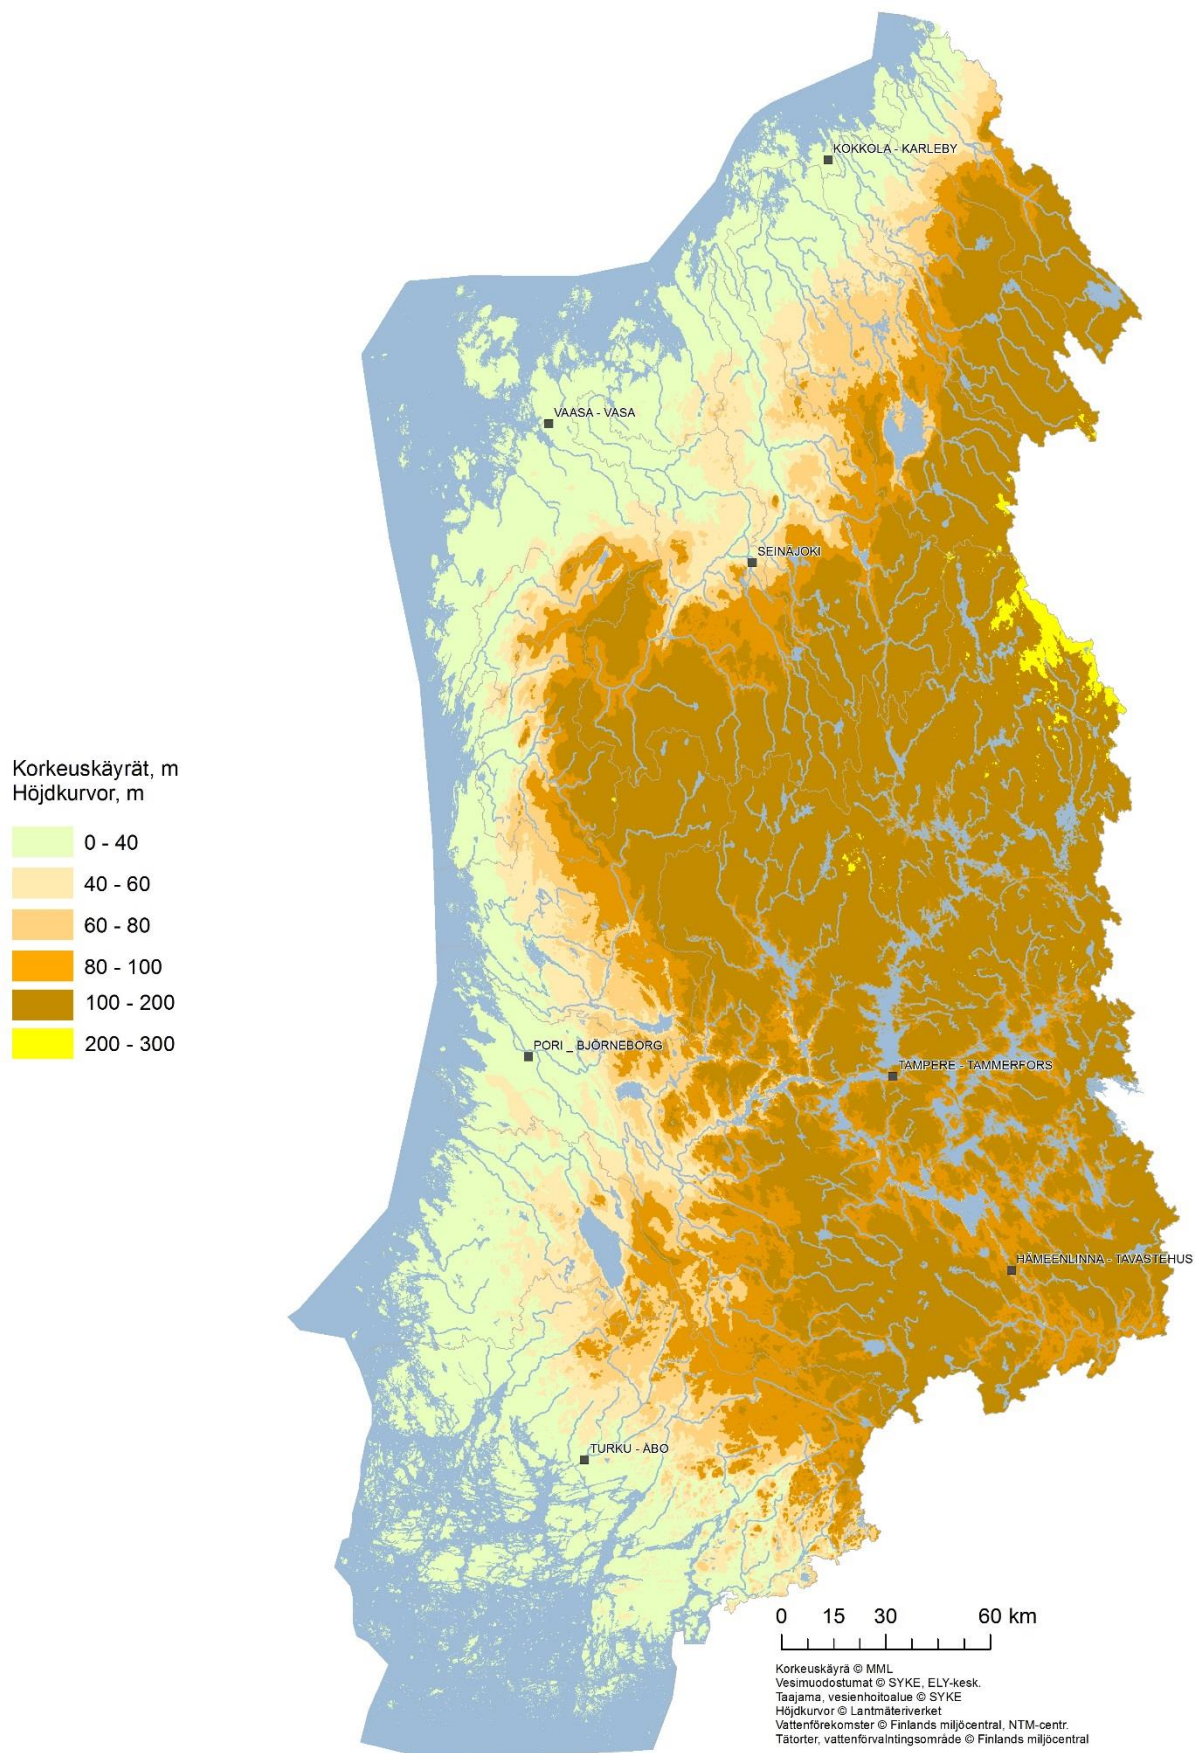 KOKKOLA - KARLEBY
VAASA - VASA
SEINÄJOKI
Korkeuskäyrät, m
Höjdkurvor, m
0 - 40
40 - 60
60 - 80
80 - 100
100 - 200
200 - 300
PORI _ BJÖRNEBORG
TAMPERE - TAMMERFORS
HÄMEENLINNA - TAVASTEHUS
TURKU - ÅBO
0 15 30 60 km
Korkeuskäyrä © MML
Vesimuodostumat © SYKE, ELY-kesk.
Taajama, vesienhoitoalue © SYKE
Höjdkurvor © Lantmäteriverket
Vattenförekomster © Finlands miljöcentral, NTM-centr.
Tätorter, vattenförvalntingsområde © Finlands miljöcentral